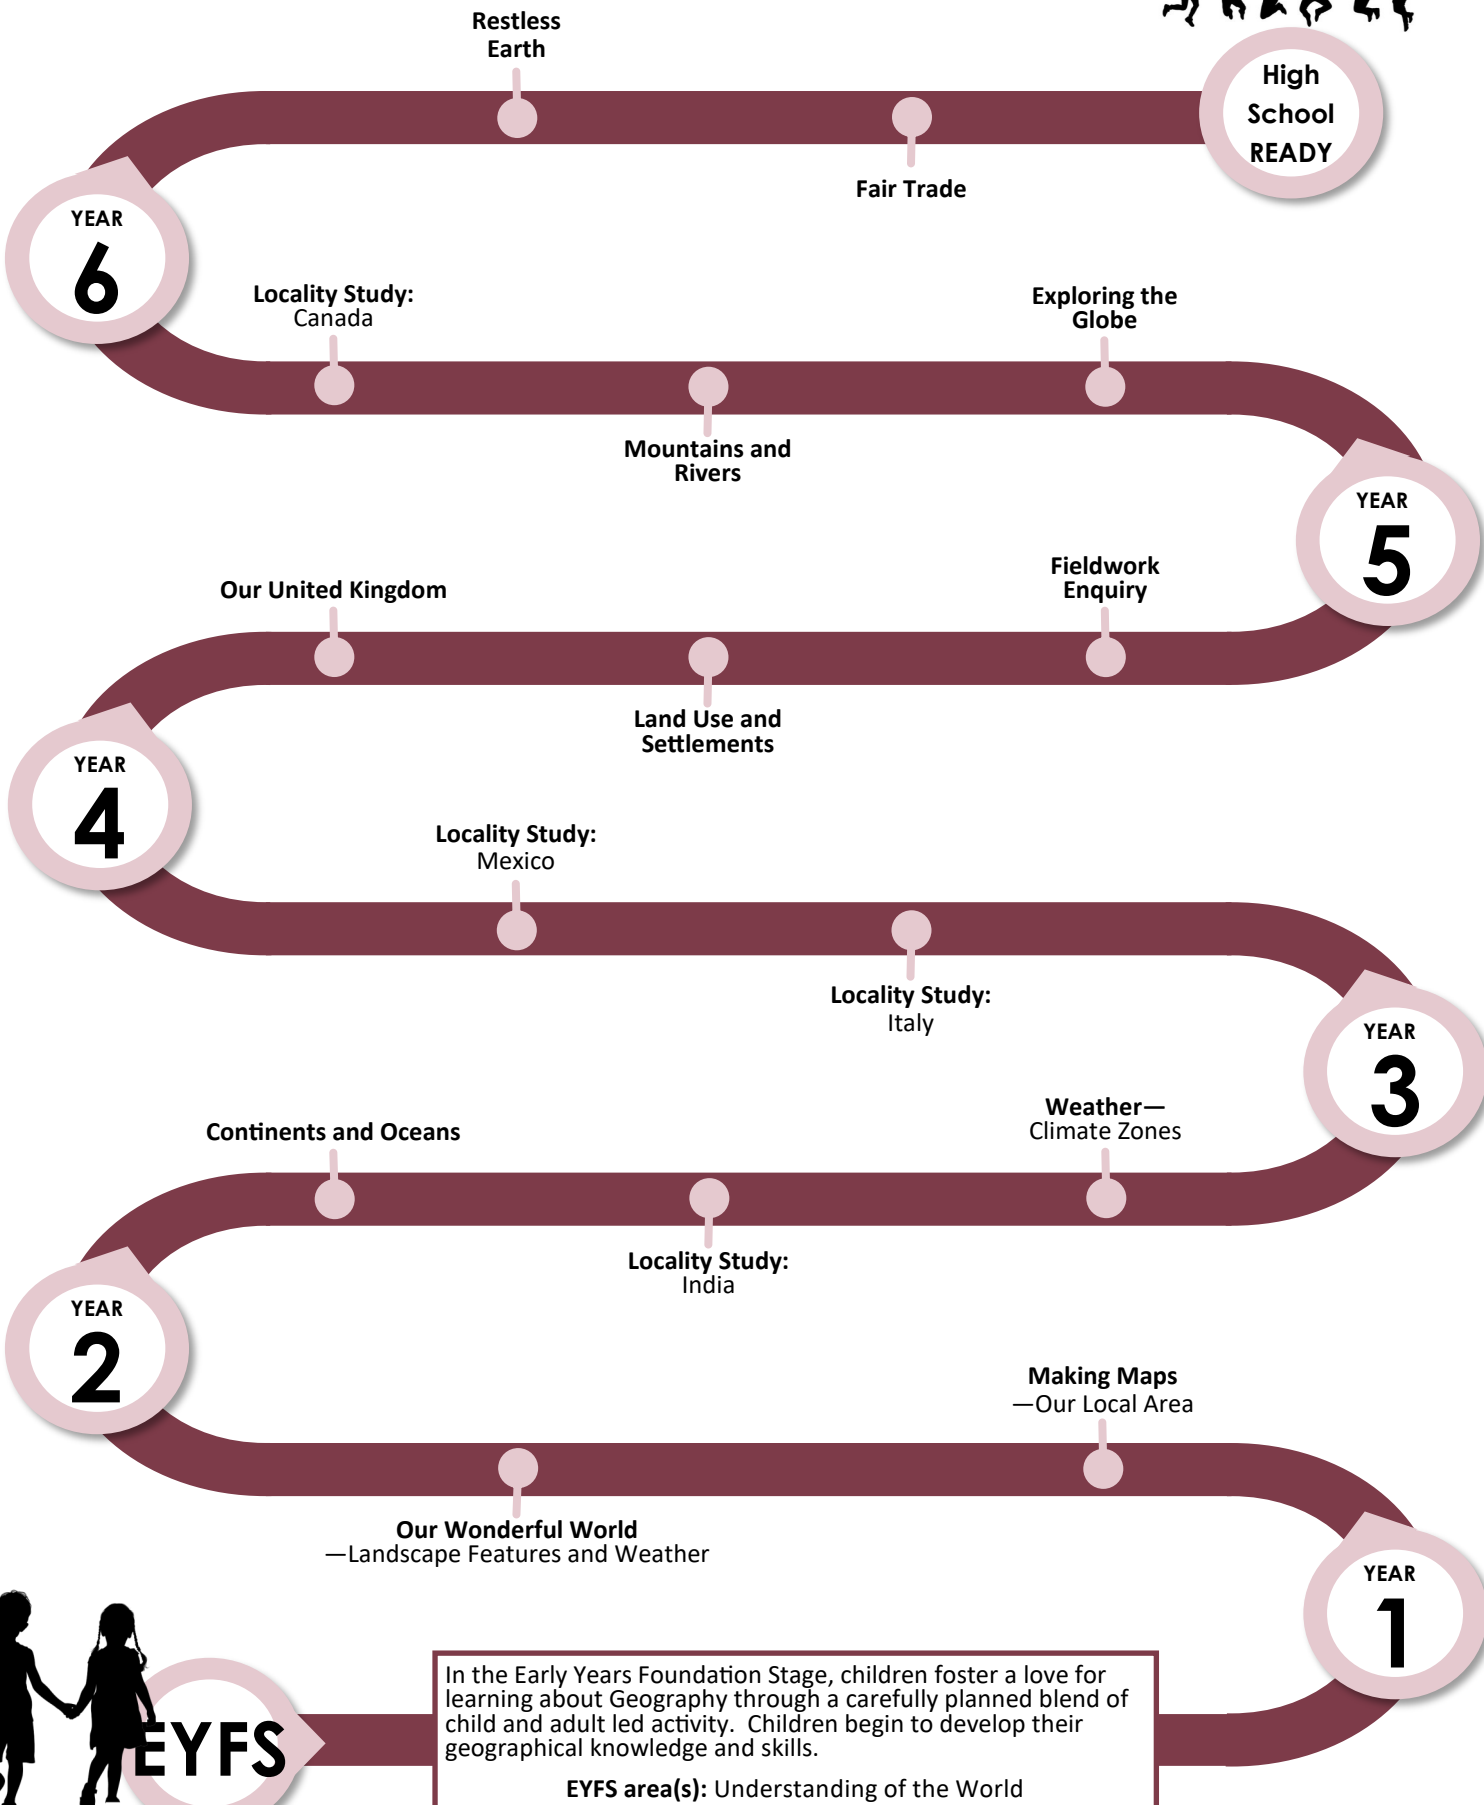 Restless
Earth
High
School
READY
Fair Trade
YEAR
6
Locality Study:
Canada
Exploring the
Globe
Mountains and
Rivers
YEAR
5
Our United Kingdom
Fieldwork
Enquiry
Land Use and
Settlements
YEAR
4
Locality Study:
Mexico
Locality Study:
Italy
YEAR
3
Continents and Oceans
Weather—
Climate Zones
Locality Study:
India
YEAR
2
Making Maps
—Our Local Area
Our Wonderful World
—Landscape Features and Weather
YEAR
1
EYFS
In the Early Years Foundation Stage, children foster a love for
learning about Geography through a carefully planned blend of
child and adult led activity.  Children begin to develop their
geographical knowledge and skills.
EYFS area(s): Understanding of the World